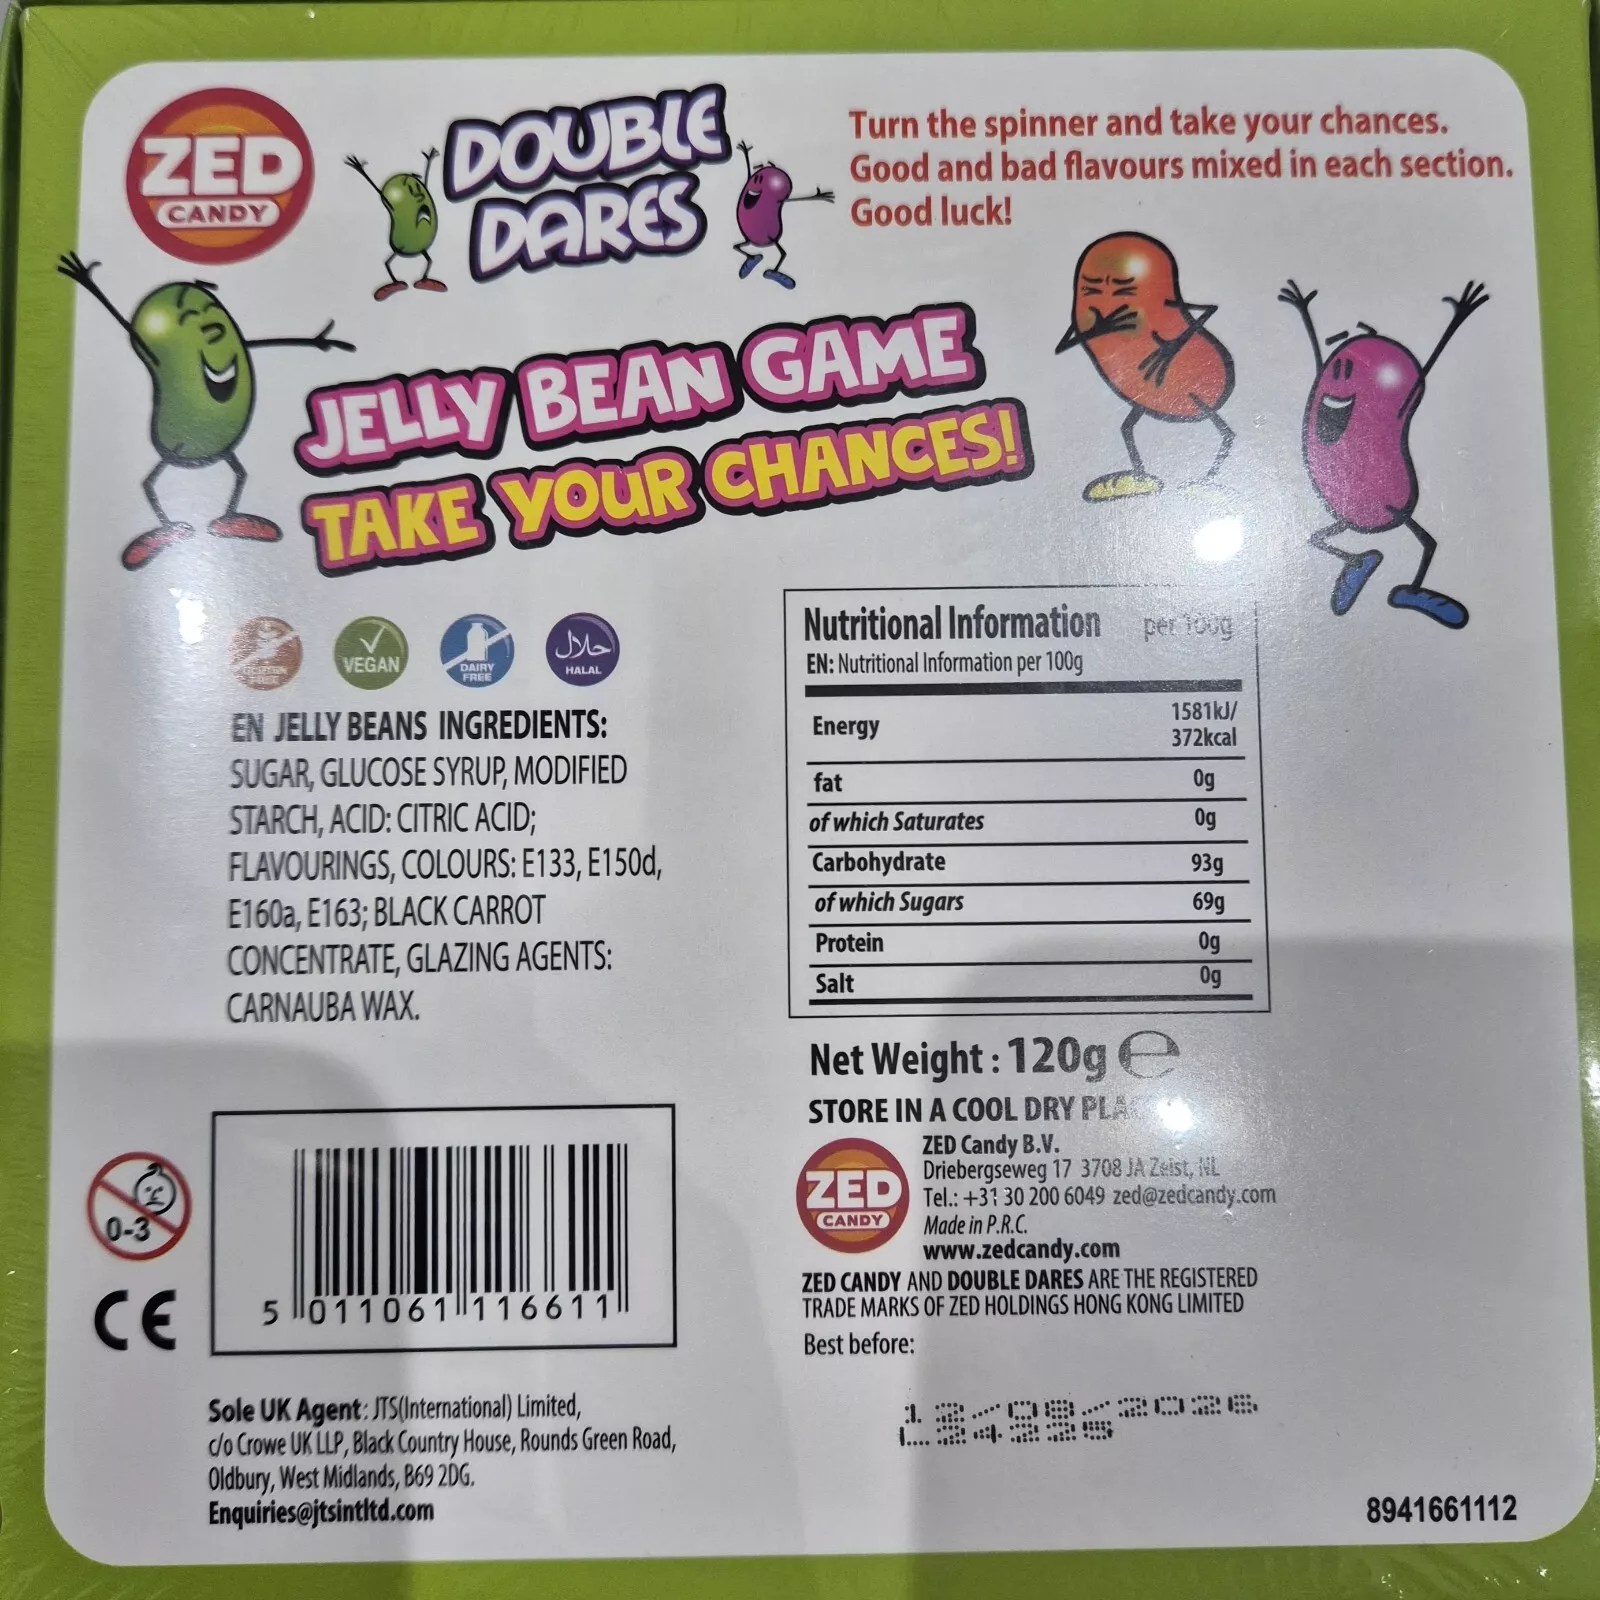 ZED
CANDY
DOUBLE
DARES
Turn the spinner and take your chances.
Good and bad flavours mixed in each section.
Good luck!
JELLY BEAN GAME
TAKE YOUR CHANCES!
GLUTEN
FREE
VEGAN
DAIRY
FREE
حلال
HALAL
EN JELLY BEANS INGREDIENTS:
SUGAR, GLUCOSE SYRUP, MODIFIED
STARCH, ACID: CITRIC ACID;
FLAVOURINGS, COLOURS: E133, E150d,
E160a, E163; BLACK CARROT
CONCENTRATE, GLAZING AGENTS:
CARNAUBA WAX.
Nutritional Information per 100g
EN: Nutritional Information per 100g
Energy 1581kJ/
372kcal
fat 0g
of which Saturates 0g
Carbohydrate 93g
of which Sugars 69g
Protein 0g
Salt 0g
Net Weight : 120g e
STORE IN A COOL DRY
ZED
CANDY
ZED Candy B.V.
Driebergseweg 17 3708 JA Zeist, NL
Tel.: +31 30 200 6049 zed@zedcandy.com
Made in P.R.C.
www.zedcandy.com
ZED CANDY AND DOUBLE DARES ARE THE REGISTERED
TRADE MARKS OF ZED HOLDINGS HONG KONG LIMITED
Best before:
0-3
CE
5 011061 116611
Sole UK Agent: JTS(International) Limited,
c/o Crowe UK LLP, Black Country House, Rounds Green Road,
Oldbury, West Midlands, B69 2DG.
Enquiries@jtsintltd.com
8941661112